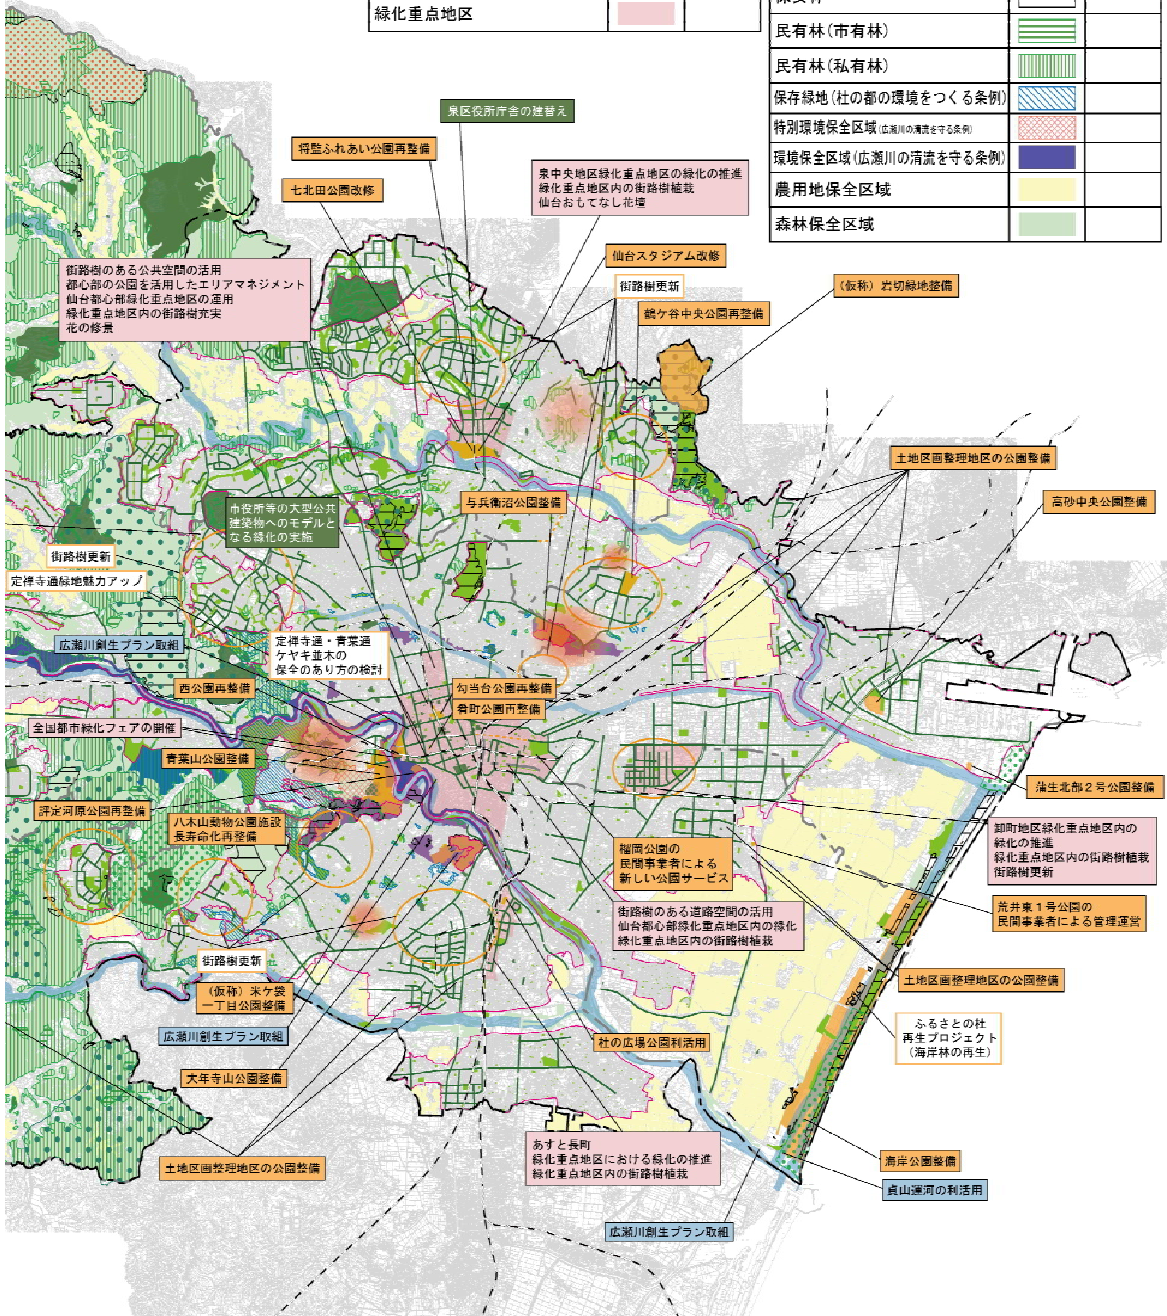 緑化重点地区
民有林(市有林)
民有林(私有林)
保存緑地(杜の都の環境をつくる条例)
特別環境保全区域(広瀬川の清流を守る条例)
環境保全区域(広瀬川の清流を守る条例)
農用地保全区域
森林保全区域
泉区役所庁舎の建替え
将監ふれあい公園再整備
七北田公園改修
泉中央地区緑化重点地区の緑化の推進
緑化重点地区内の街路樹植栽
仙台おもてなし花壇
仙台スタジアム改修
街路樹更新
鶴ケ谷中央公園再整備
(仮称)岩切緑地整備
街路樹のある公共空間の活用
都心部の公園を活用したエリアマネジメント
仙台都心部緑化重点地区の運用
緑化重点地区内の街路樹充実
花の修景
土地区画整理地区の公園整備
高砂中央公園整備
与兵衛沼公園整備
市役所等の大型公共
建築物へのモデルと
なる緑化の実施
街路樹更新
定禅寺通緑地魅力アップ
広瀬川創生プラン取組
定禅寺通・青葉通
ケヤキ並木の
保全のあり方の検討
西公園再整備
勾当台公園再整備
肴町公園再整備
全国都市緑化フェアの開催
青葉山公園整備
評定河原公園再整備
八木山動物公園施設
長寿命化再整備
蒲生北部2号公園整備
卸町地区緑化重点地区内の
緑化の推進
緑化重点地区内の街路樹植栽
街路樹更新
榴岡公園の
民間事業者による
新しい公園サービス
街路樹のある道路空間の活用
仙台都心部緑化重点地区内の緑化
緑化重点地区内の街路樹植栽
荒井東1号公園の
民間事業者による管理運営
街路樹更新
(仮称)米ケ袋
一丁目公園整備
土地区画整理地区の公園整備
ふるさとの杜
再生プロジェクト
(海岸林の再生)
広瀬川創生プラン取組
杜の広場公園利活用
大年寺山公園整備
あすと長町
緑化重点地区における緑化の推進
緑化重点地区内の街路樹植栽
土地区画整理地区の公園整備
海岸公園整備
貞山運河の利活用
広瀬川創生プラン取組